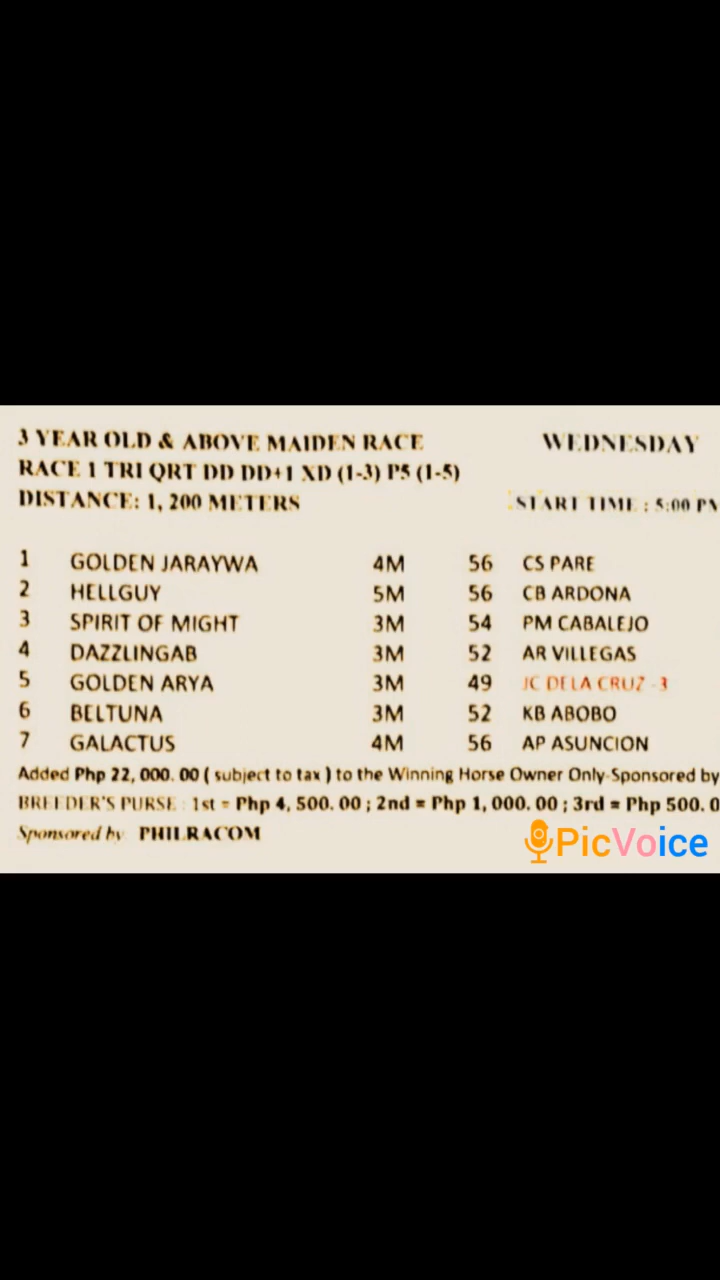 3 YEAR OLD & ABOVE MAIDEN RACE WEDNESDAY
RACE 1 TRI QRT DD DD+1 XD (1-3) P5 (1-5)
DISTANCE: 1, 200 METERS START TIME : 5:00 PM
1 GOLDEN JARAYWA 4M 56 CS PARE
2 HELLGUY 5M 56 CB ARDONA
3 SPIRIT OF MIGHT 3M 54 PM CABALEJO
4 DAZZLINGAB 3M 52 AR VILLEGAS
5 GOLDEN ARYA 3M 49 JC DELA CRUZ -3
6 BELTUNA 3M 52 KB ABOBO
7 GALACTUS 4M 56 AP ASUNCION
Added Php 22, 000. 00 ( subject to tax ) to the Winning Horse Owner Only-Sponsored by
BREEDER'S PURSE : 1st = Php 4, 500. 00 ; 2nd = Php 1, 000. 00 ; 3rd = Php 500. 0
Sponsored by PHILRACOM
PicVoice